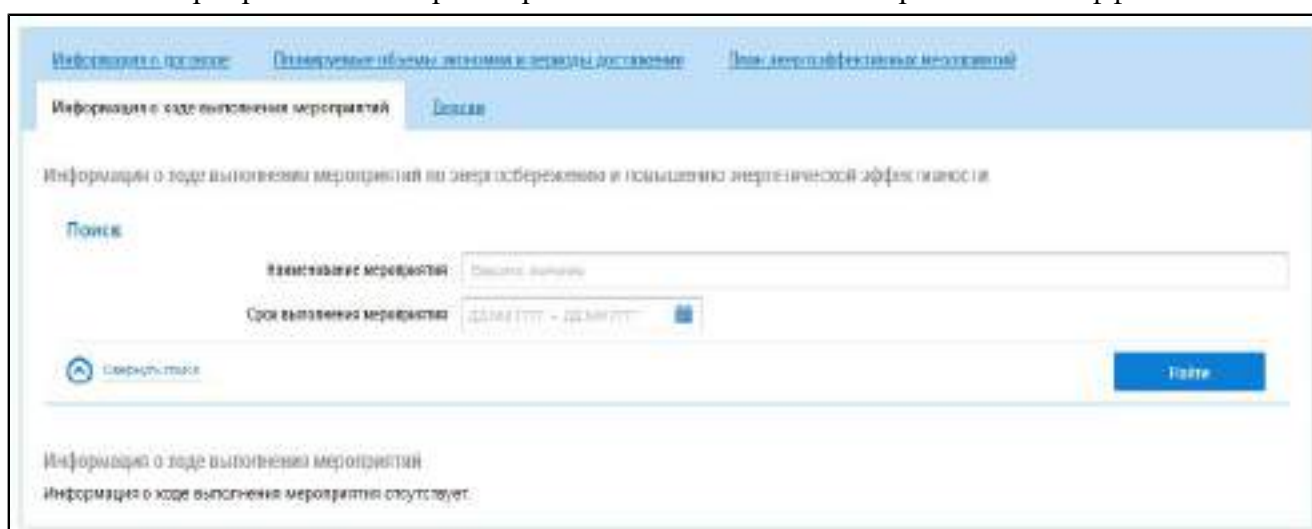 Информация о договоре Планируемые объемы экономии и периоды достижения План энергоэффективных мероприятий
Информация о ходе выполнения мероприятий
Информация о ходе выполнения мероприятий по энергосбережению и повышению энергетической эффективности
Поиск
Наименование мероприятия Введите значение
Срок выполнения мероприятия ДД.ММ.ГГГГ - ДД.ММ.ГГГГ
Свернуть поиск Найти
Информация о ходе выполнения мероприятий
Информация о ходе выполнения мероприятия отсутствует.